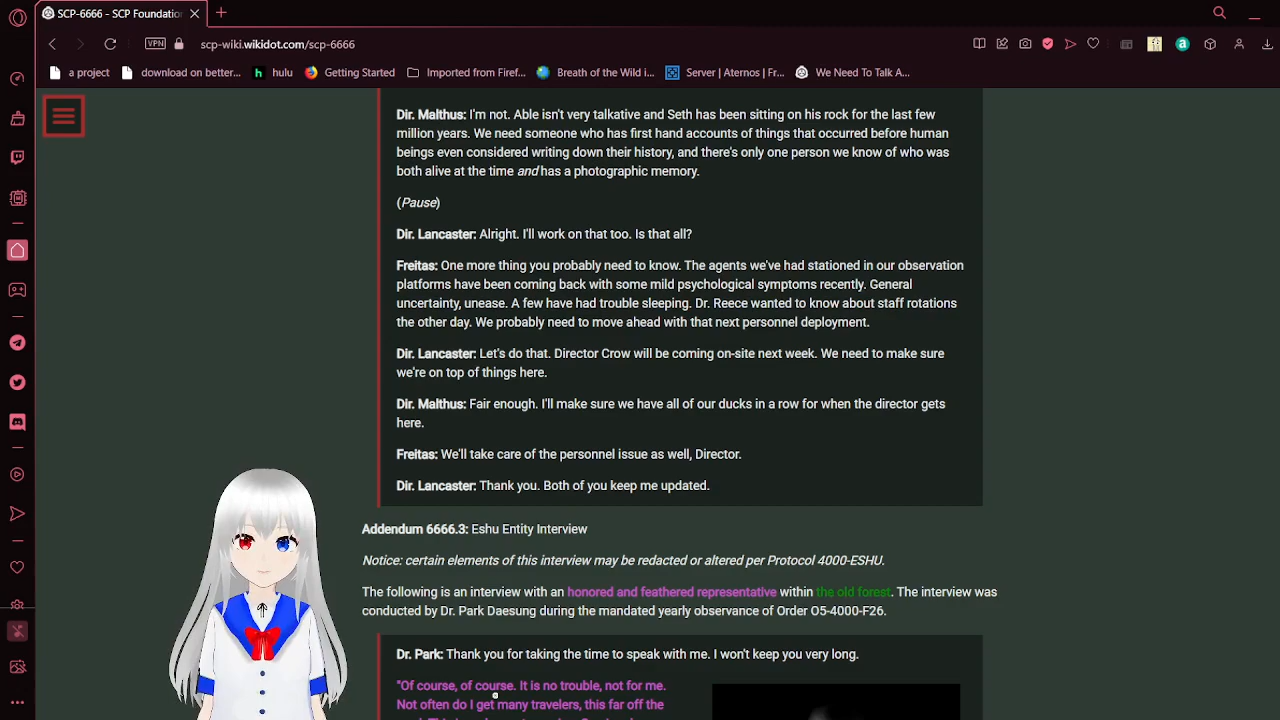 SCP-6666 - SCP Foundation
VPN
scp-wiki.wikidot.com/scp-6666
a project
download on better...
hulu
Getting Started
Imported from Firef...
Breath of the Wild i...
Server | Aternos | Fr...
We Need To Talk A...
Dir. Malthus: I'm not. Able isn't very talkative and Seth has been sitting on his rock for the last few
million years. We need someone who has first hand accounts of things that occurred before human
beings even considered writing down their history, and there's only one person we know of who was
both alive at the time and has a photographic memory.
(Pause)
Dir. Lancaster: Alright. I'll work on that too. Is that all?
Freitas: One more thing you probably need to know. The agents we've had stationed in our observation
platforms have been coming back with some mild psychological symptoms recently. General
uncertainty, unease. A few have had trouble sleeping. Dr. Reece wanted to know about staff rotations
the other day. We probably need to move ahead with that next personnel deployment.
Dir. Lancaster: Let's do that. Director Crow will be coming on-site next week. We need to make sure
we're on top of things here.
Dir. Malthus: Fair enough. I'll make sure we have all of our ducks in a row for when the director gets
here.
Freitas: We'll take care of the personnel issue as well, Director.
Dir. Lancaster: Thank you. Both of you keep me updated.
Addendum 6666.3: Eshu Entity Interview
Notice: certain elements of this interview may be redacted or altered per Protocol 4000-ESHU.
The following is an interview with an honored and feathered representative within the old forest. The interview was
conducted by Dr. Park Daesung during the mandated yearly observance of Order O5-4000-F26.
Dr. Park: Thank you for taking the time to speak with me. I won't keep you very long.
"Of course, of course. It is no trouble, not for me.
Not often do I get many travelers, this far off the